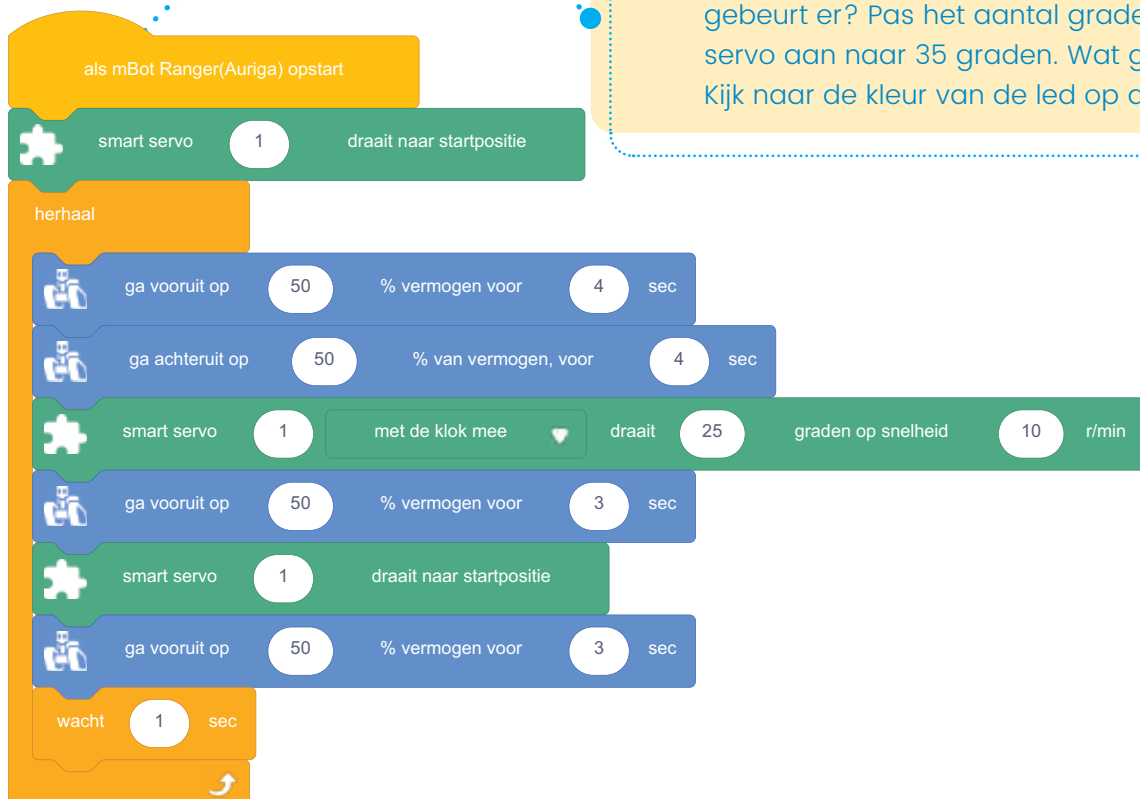 gebeurt er? Pas het aantal grade
servo aan naar 35 graden. Wat g
Kijk naar de kleur van de led op
als mBot Ranger(Auriga) opstart
smart servo 1 draait naar startpositie
herhaal
ga vooruit op 50 % vermogen voor 4 sec
ga achteruit op 50 % van vermogen, voor 4 sec
smart servo 1 met de klok mee draait 25 graden op snelheid 10 r/min
ga vooruit op 50 % vermogen voor 3 sec
smart servo 1 draait naar startpositie
ga vooruit op 50 % vermogen voor 3 sec
wacht 1 sec